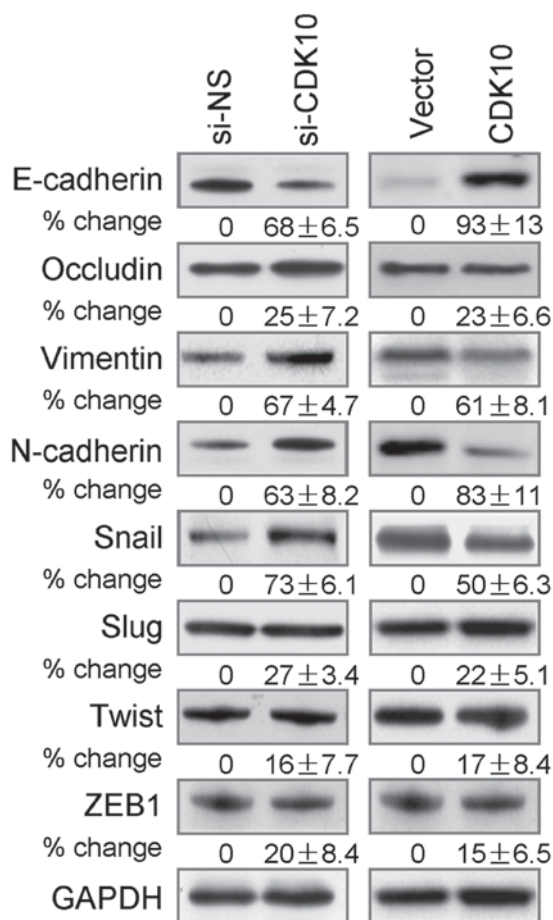 si-NS si-CDK10 Vector CDK10
E-cadherin
% change 0 68±6.5 0 93±13
Occludin
% change 0 25±7.2 0 23±6.6
Vimentin
% change 0 67±4.7 0 61±8.1
N-cadherin
% change 0 63±8.2 0 83±11
Snail
% change 0 73±6.1 0 50±6.3
Slug
% change 0 27±3.4 0 22±5.1
Twist
% change 0 16±7.7 0 17±8.4
ZEB1
% change 0 20±8.4 0 15±6.5
GAPDH